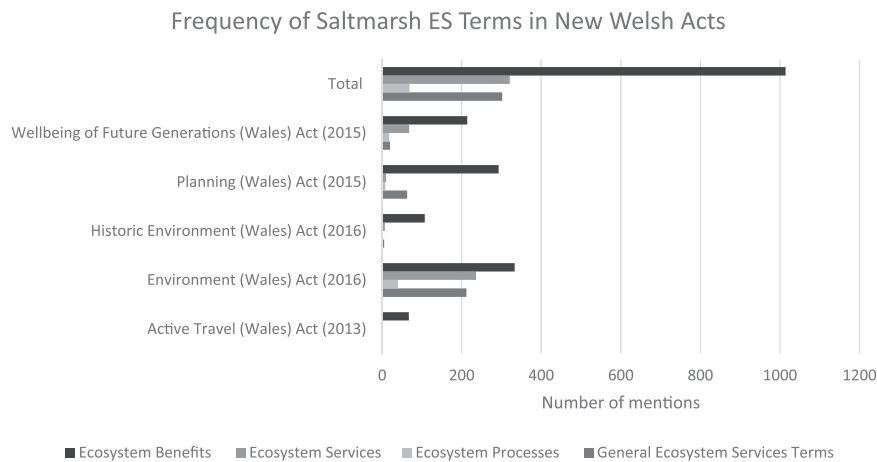 Frequency of Saltmarsh ES Terms in New Welsh Acts
Total
Wellbeing of Future Generations (Wales) Act (2015)
Planning (Wales) Act (2015)
Historic Environment (Wales) Act (2016)
Environment (Wales) Act (2016)
Active Travel (Wales) Act (2013)
0 200 400 600 800 1000 1200
Number of mentions
Ecosystem Benefits Ecosystem Services Ecosystem Processes General Ecosystem Services Terms